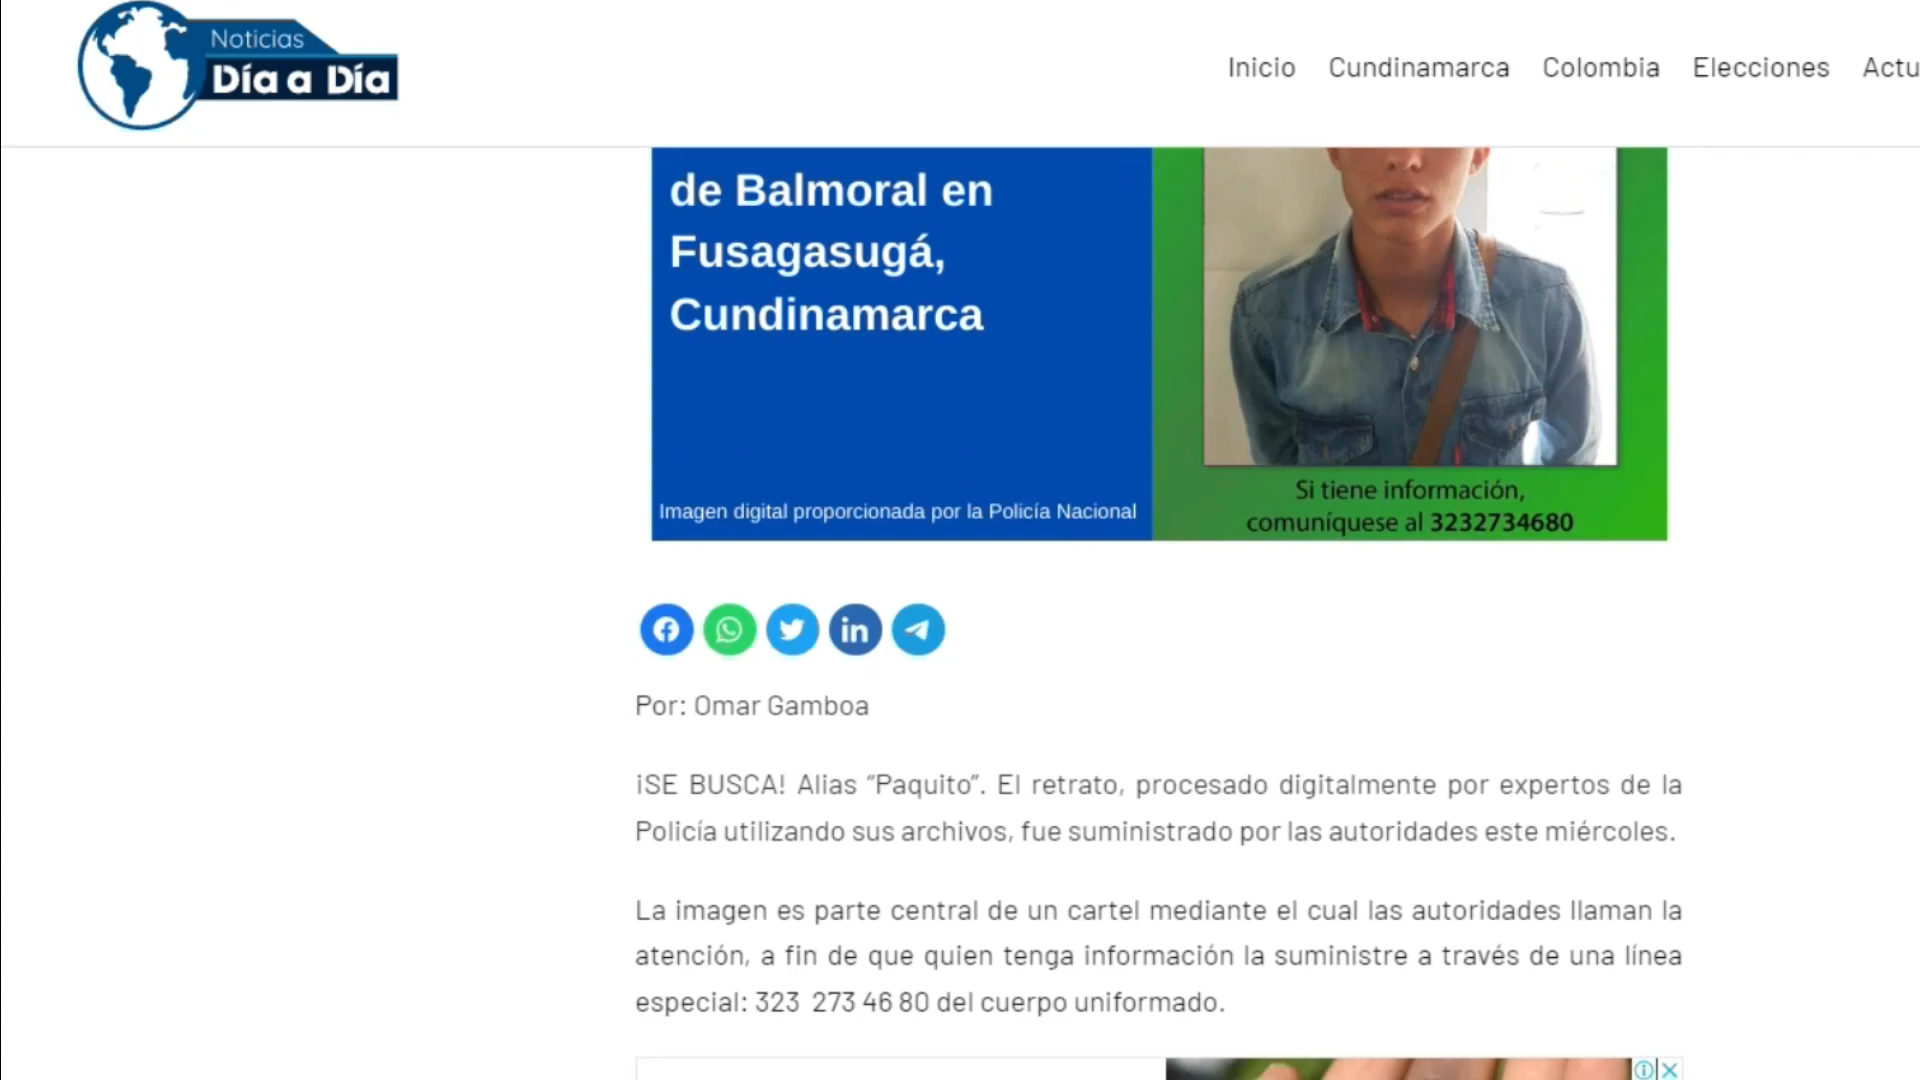 Noticias
Día a Día
Inicio Cundinamarca Colombia Elecciones Actu
de Balmoral en
Fusagasugá,
Cundinamarca
Imagen digital proporcionada por la Policía Nacional
Si tiene información,
comuníquese al 3232734680
Por: Omar Gamboa
¡SE BUSCA! Alias “Paquito”. El retrato, procesado digitalmente por expertos de la
Policía utilizando sus archivos, fue suministrado por las autoridades este miércoles.
La imagen es parte central de un cartel mediante el cual las autoridades llaman la
atención, a fin de que quien tenga información la suministre a través de una línea
especial: 323 273 46 80 del cuerpo uniformado.